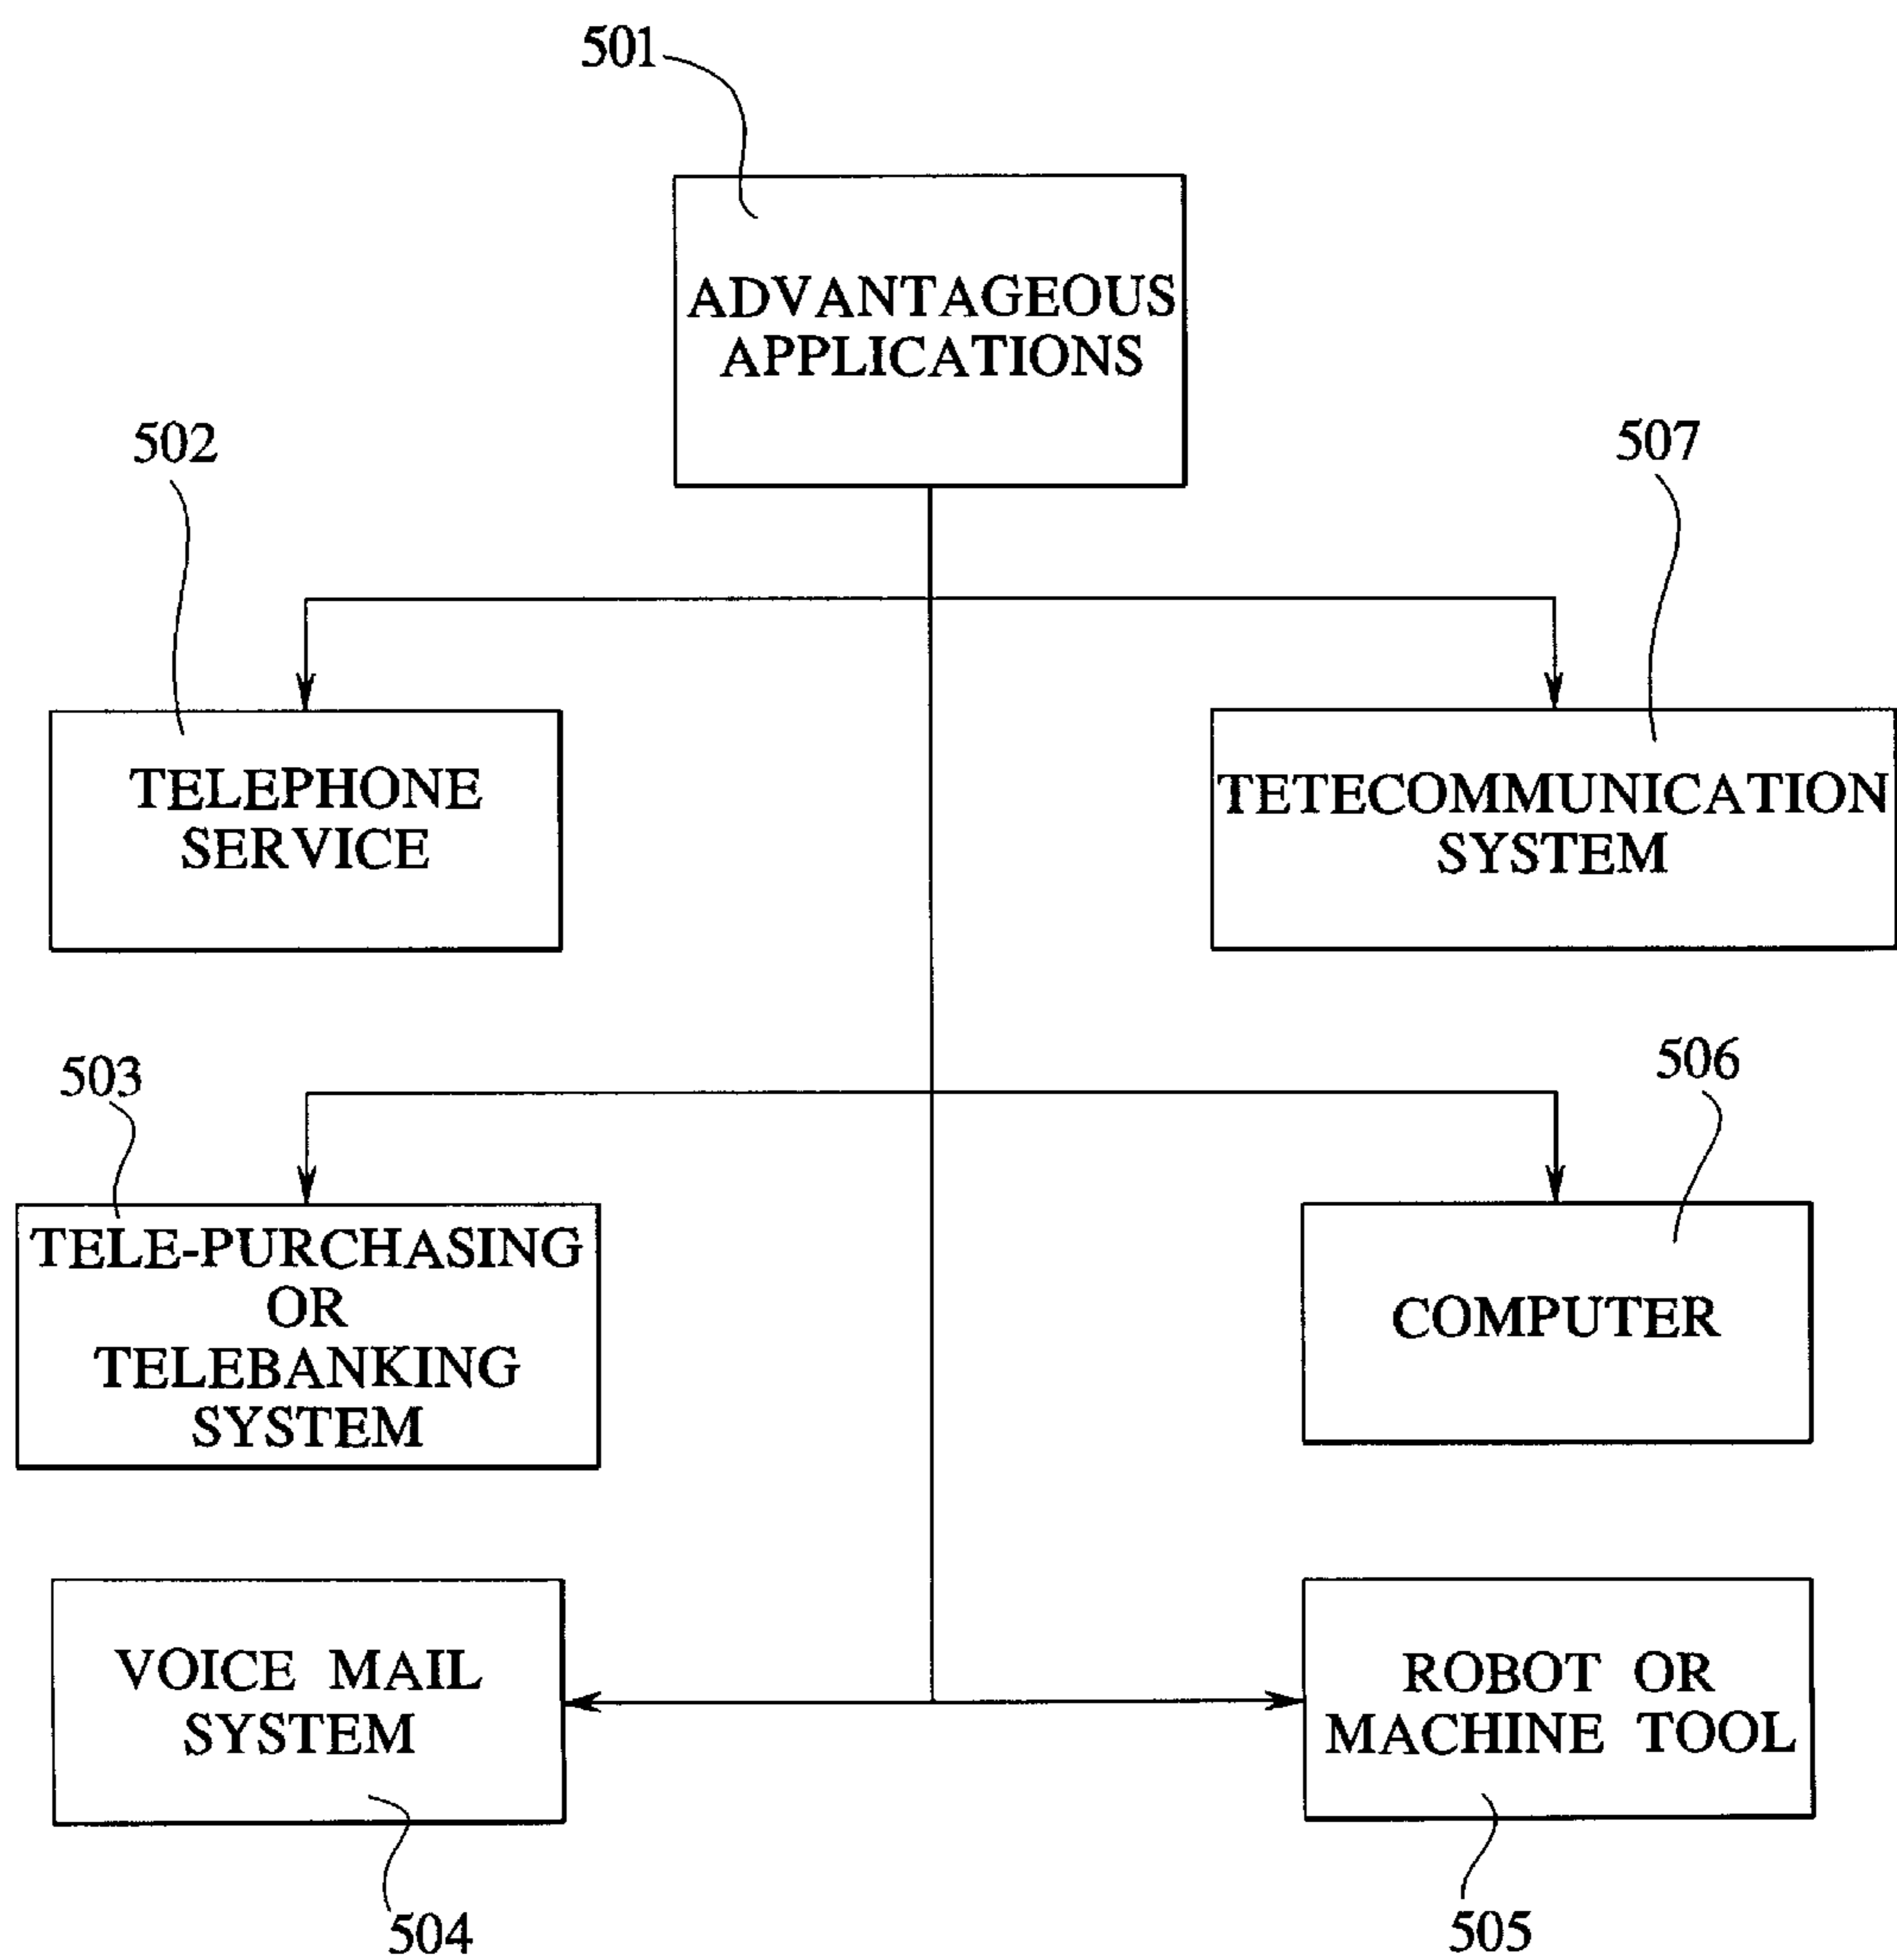 501
ADVANTAGEOUS
APPLICATIONS
502
507
TELEPHONE
SERVICE
TETECOMMUNICATION
SYSTEM
503
506
TELE-PURCHASING
OR
TELEBANKING
SYSTEM
COMPUTER
VOICE MAIL
SYSTEM
ROBOT OR
MACHINE TOOL
504
505